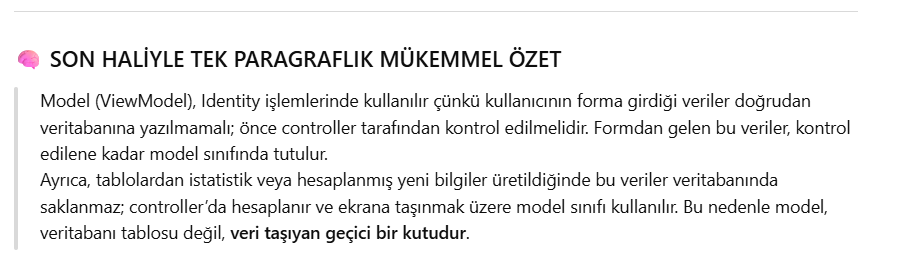 🧠 SON HALİYLE TEK PARAGRAFLIK MÜKEMMEL ÖZET
Model (ViewModel), Identity işlemlerinde kullanılır çünkü kullanıcının forma girdiği veriler doğrudan
veritabanına yazılmamalı; önce controller tarafından kontrol edilmelidir. Formdan gelen bu veriler, kontrol
edilene kadar model sınıfında tutulur.
Ayrıca, tablolardan istatistik veya hesaplanmış yeni bilgiler üretildiğinde bu veriler veritabanında
saklanmaz; controller’da hesaplanır ve ekrana taşınmak üzere model sınıfı kullanılır. Bu nedenle model,
veritabanı tablosu değil, veri taşıyan geçici bir kutudur.